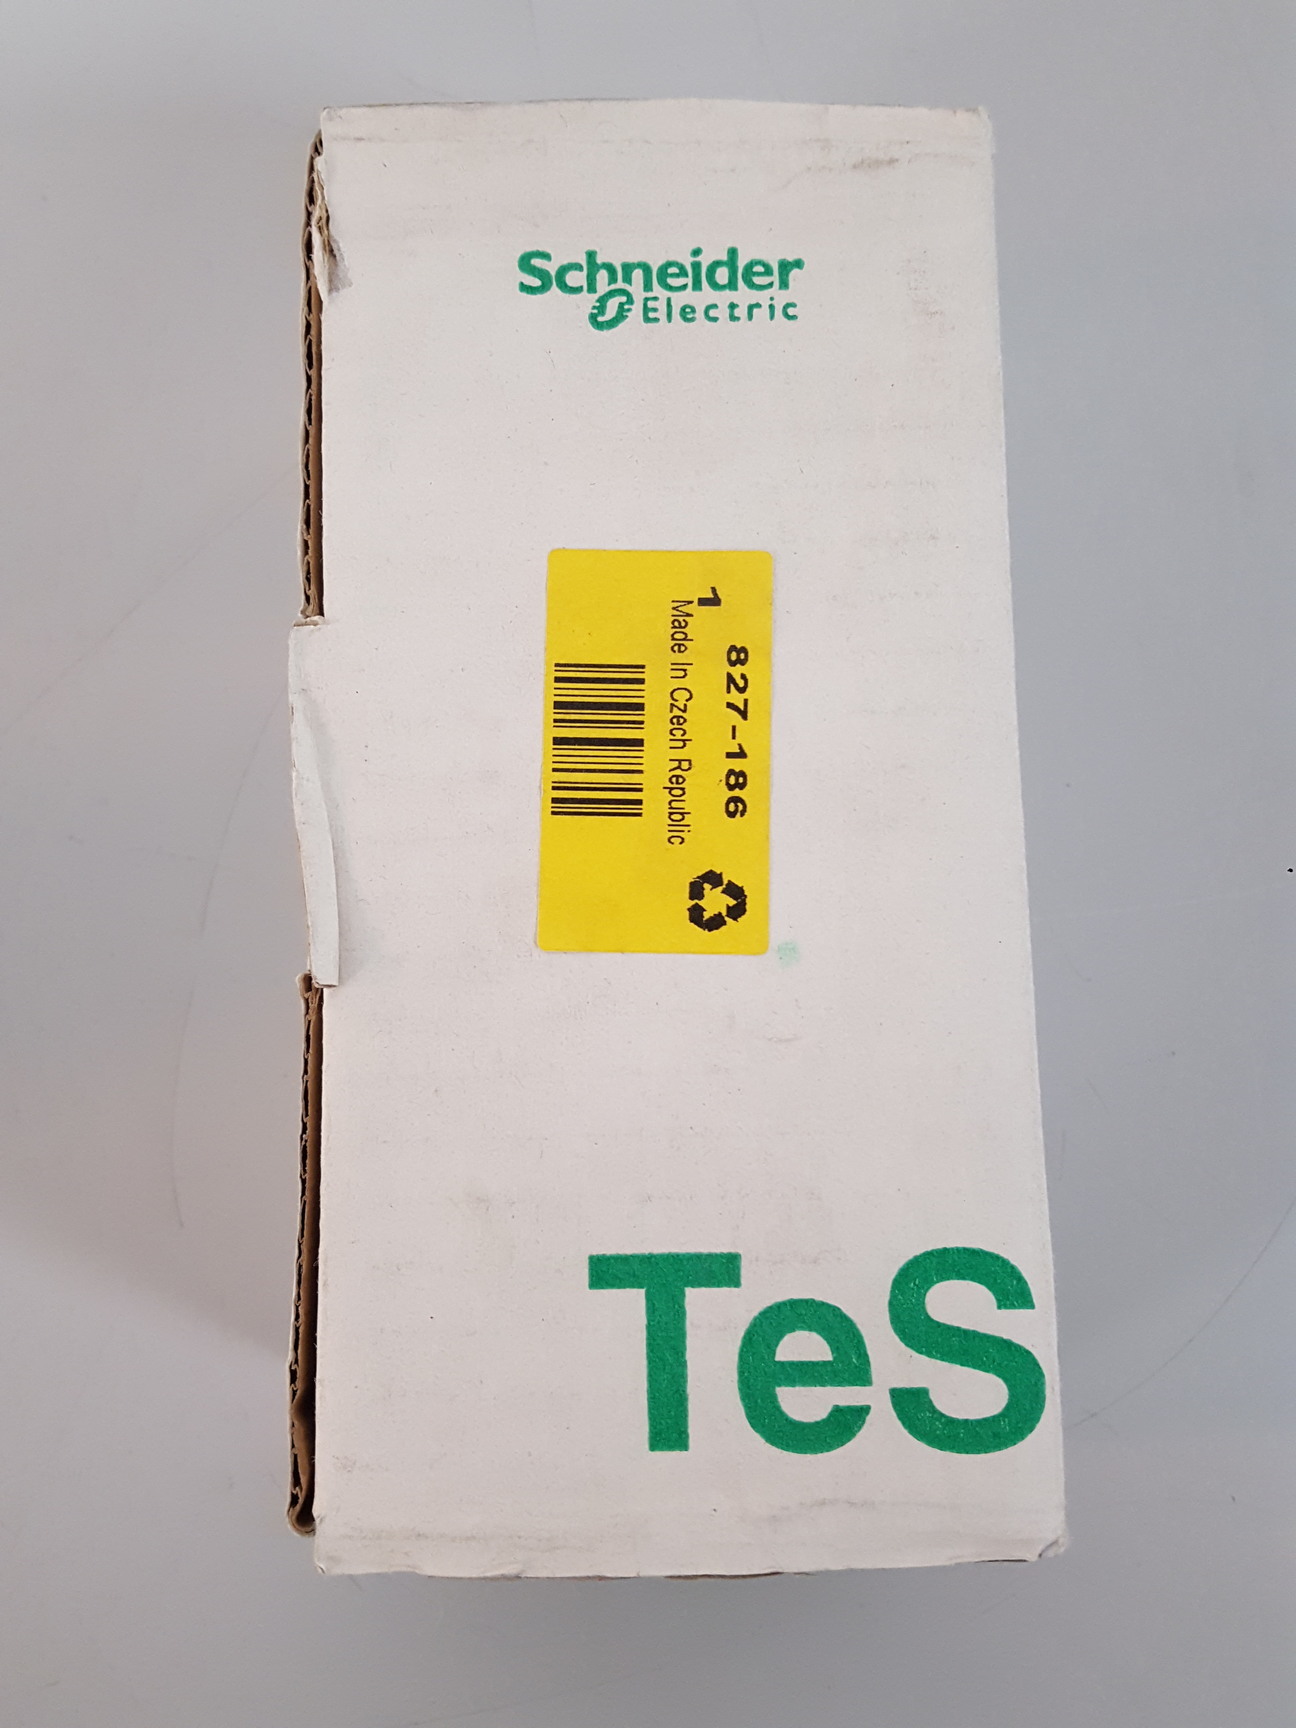 Schneider
Electric
827-186
1
Made In Czech Republic
TeS